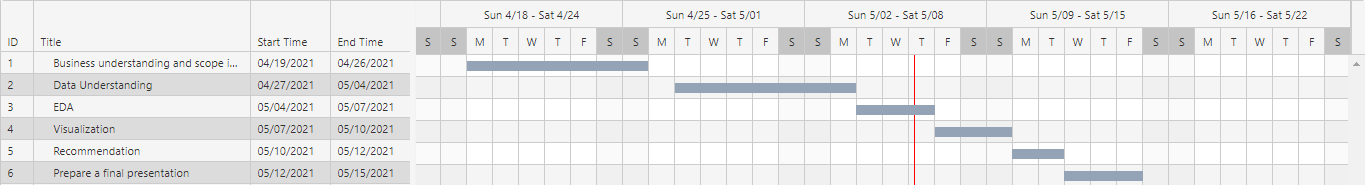 Sun 4/18 - Sat 4/24 Sun 4/25 - Sat 5/01 Sun 5/02 - Sat 5/08 Sun 5/09 - Sat 5/15 Sun 5/16 - Sat 5/22
ID Title Start Time End Time S S M T W T F S S M T W T F S S M T W T F S S M T W T F S S M T W T F S
1 Business understanding and scope i... 04/19/2021 04/26/2021
2 Data Understanding 04/27/2021 05/04/2021
3 EDA 05/04/2021 05/07/2021
4 Visualization 05/07/2021 05/10/2021
5 Recommendation 05/10/2021 05/12/2021
6 Prepare a final presentation 05/12/2021 05/15/2021